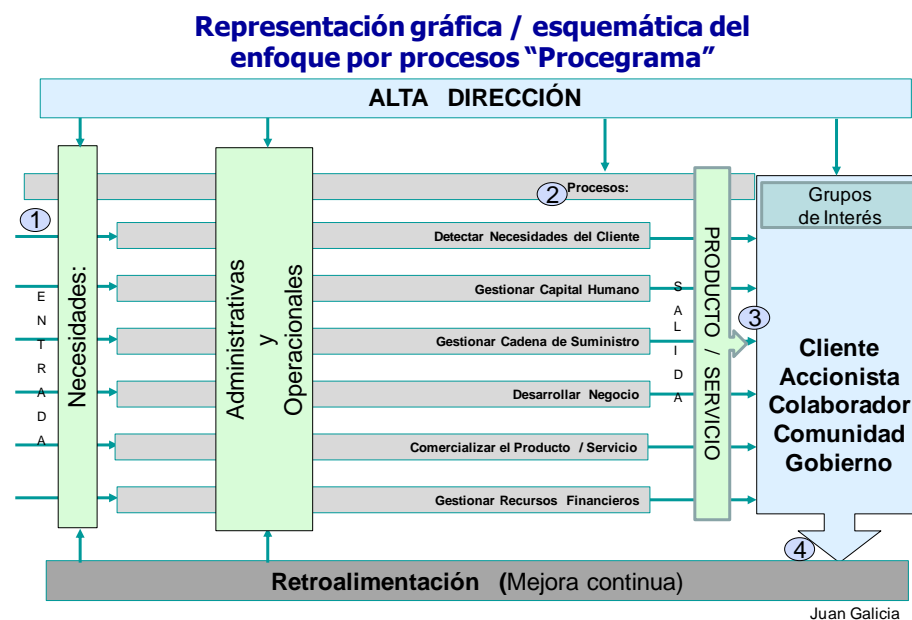 Representación gráfica / esquemática del
enfoque por procesos “Procegrama”
ALTA DIRECCIÓN
1
ENTRADA
Necesidades:
Administrativas
y
Operacionales
2
Procesos:
Detectar Necesidades del Cliente
Gestionar Capital Humano
Gestionar Cadena de Suministro
Desarrollar Negocio
Comercializar el Producto / Servicio
Gestionar Recursos Financieros
SALIDA
PRODUCTO / SERVICIO
3
Grupos
de Interés
Cliente
Accionista
Colaborador
Comunidad
Gobierno
4
Retroalimentación (Mejora continua)
Juan Galicia